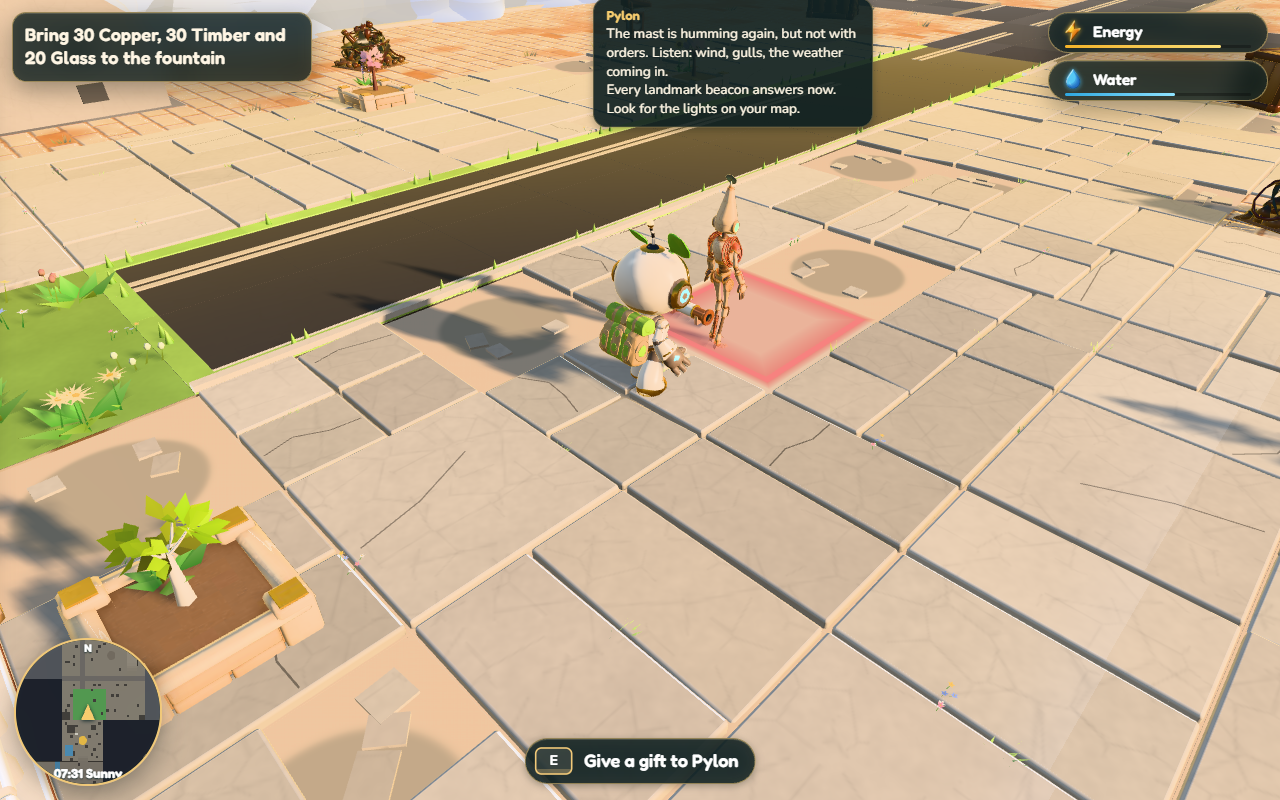 Bring 30 Copper, 30 Timber and
20 Glass to the fountain
Pylon
The mast is humming again, but not with
orders. Listen: wind, gulls, the weather
coming in.
Every landmark beacon answers now.
Look for the lights on your map.
Energy
Water
N
07:31 Sunny
E
Give a gift to Pylon